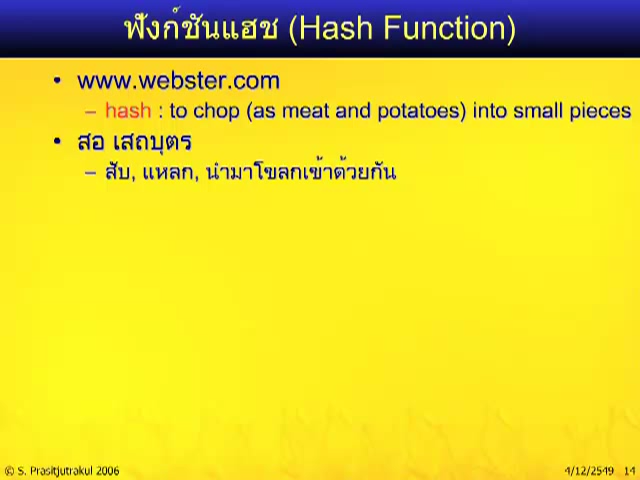 ฟังก์ชันแฮช (Hash Function)
• www.webster.com
– hash : to chop (as meat and potatoes) into small pieces
• สอ เสถบุตร
– สับ, แหลก, นำมาโขลกเข้าด้วยกัน
© S. Prasitjutrakul 2006
4/12/2549 14